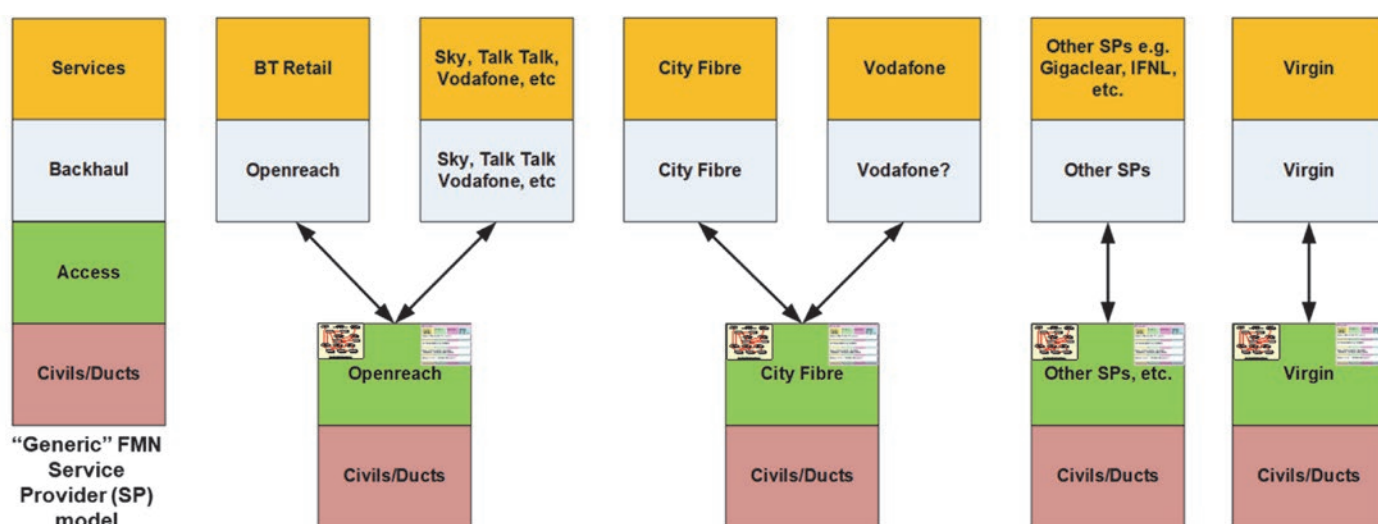 Services
BT Retail
Sky, Talk Talk,
Vodafone, etc
City Fibre
Vodafone
Other SPs e.g.
Gigaclear, IFNL,
etc.
Virgin
Backhaul
Openreach
Sky, Talk Talk
Vodafone, etc
City Fibre
Vodafone?
Other SPs
Virgin
Access
Civils/Ducts
Openreach
City Fibre
Other SPs, etc.
Virgin
Civils/Ducts
Civils/Ducts
Civils/Ducts
Civils/Ducts
“Generic” FMN
Service
Provider (SP)
model